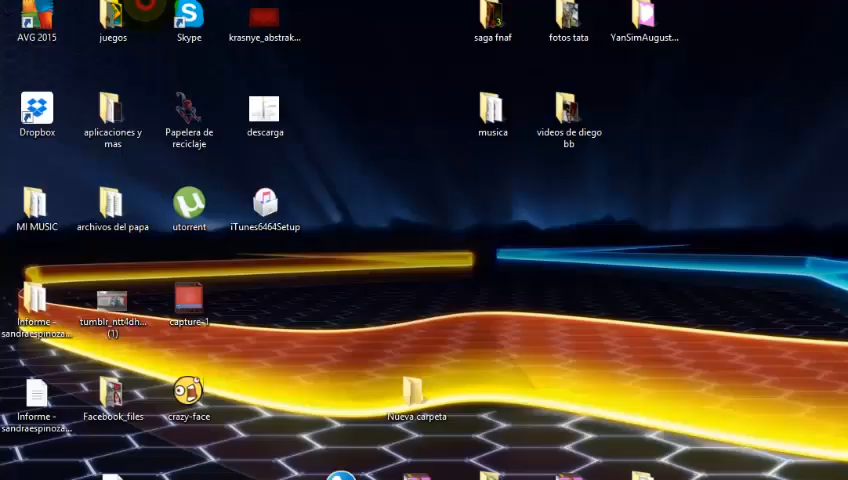 AVG 2015
juegos
Skype
krasnye_abstrak...
saga fnaf
fotos tata
YanSimAugust...
Dropbox
aplicaciones y
mas
Papelera de
reciclaje
descarga
musica
videos de diego
bb
MI MUSIC
archivos del papa
utorrent
iTunes6464Setup
Informe -
sandraespinoza...
tumblr_ntt4dh...
(1)
capture-1
Informe -
sandraespinoza...
Facebook_files
crazy-face
Nueva carpeta